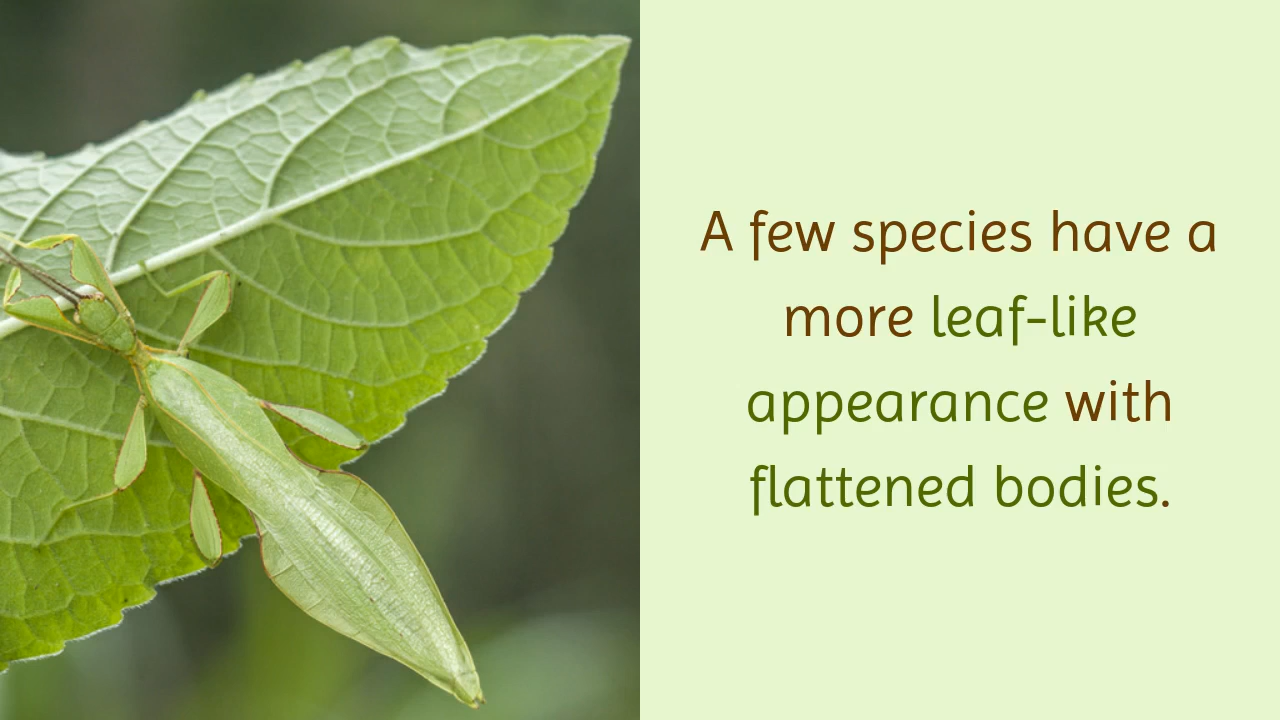 A few species have a
more leaf-like
appearance with
flattened bodies.